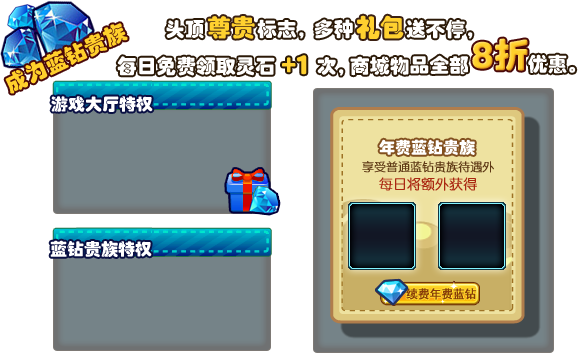 成为蓝钻贵族
头顶尊贵标志，多种礼包送不停，
每日免费领取灵石+1 次，商城物品全部8折优惠。
游戏大厅特权
蓝钻贵族特权
年费蓝钻贵族
享受普通蓝钻贵族待遇外
每日将额外获得
续费年费蓝钻